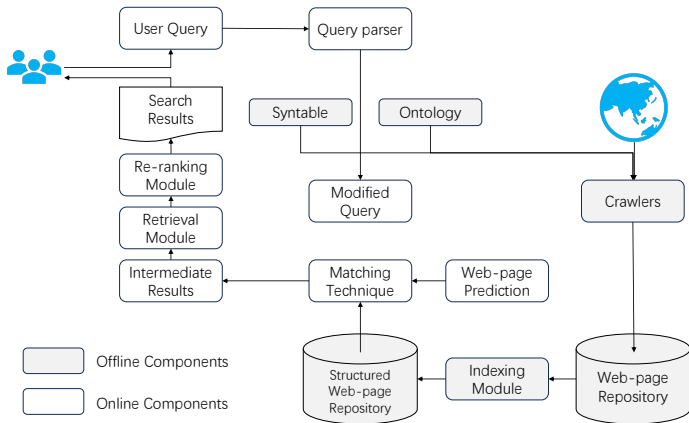 User Query
Query parser
Search
Results
Syntable
Ontology
Re-ranking
Module
Modified
Query
Crawlers
Retrieval
Module
Intermediate
Results
Matching
Technique
Web-page
Prediction
Offline Components
Online Components
Structured
Web-page
Repository
Indexing
Module
Web-page
Repository